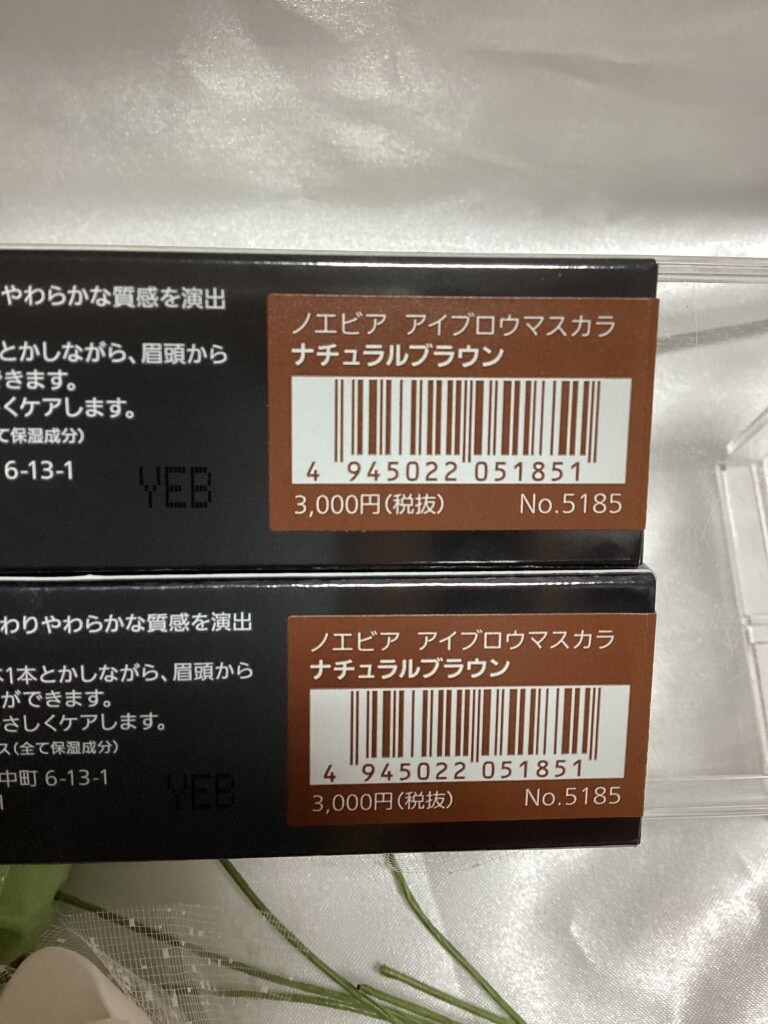 やわらかな質感を演出
とかしながら、眉頭から
できます。
くケアします。
て保湿成分)
6-13-1
YEB
ノエビア アイブロウマスカラ
ナチュラルブラウン
4 945022 051851
3,000円(税抜)
No.5185
わりやわらかな質感を演出
1本とかしながら、眉頭から
ができます。
さしくケアします。
ス(全て保湿成分)
中町 6-13-1
YEB
ノエビア アイブロウマスカラ
ナチュラルブラウン
4 945022 051851
3,000円(税抜)
No.5185